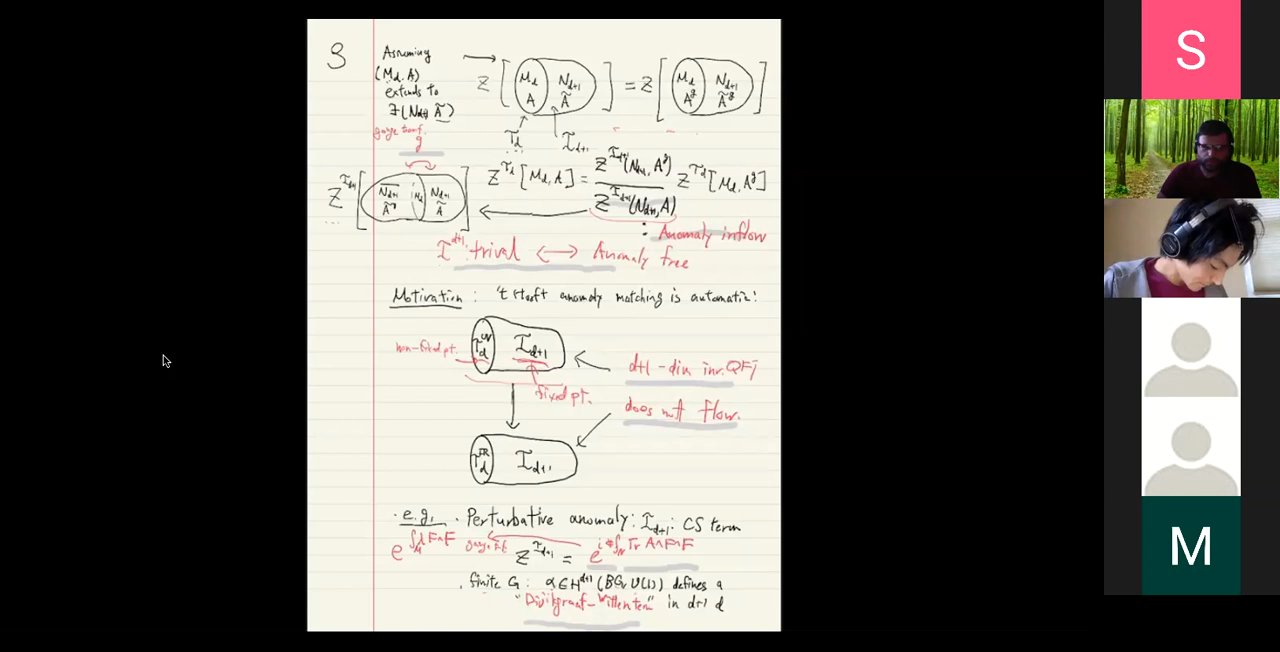 3
Assuming
(M_d, A)
extends to
∃(N_{d+1}, Ã)
Z [ M_d A N_{d+1} Ã ] = Z [ M_d A^g N_{d+1} Ã^g ]
T_d I_{d+1}
gauge transf.
g
Z^{I_{d+1}} [ N_{d+1} Ã^g M_d N_{d+1} Ã ]
Z^{T_d} [M_d, A] = Z^{I_{d+1}}(N_{d+1}, A^g) / Z^{I_{d+1}}(N_{d+1}, A) Z^{T_d} [M_d, A^g]
: Anomaly inflow
I^{d+1} trival ⟷ Anomaly free
Motivation : 't Hooft anomaly matching is automatic!
T_d^{UV} I_{d+1}
non-fixed pt.
fixed pt.
d+1-dim inv. QFT
does not flow.
T_d^{IR} I_{d+1}
· e.g. · Perturbative anomaly: I_{d+1}: CS term
e^{∫_M λ F∧F} Z^{I_{d+1}} = e^{i ∫_N Tr A∧F∧F}
· finite G: α∈H^{d+1}(BG, U(1)) defines a
"Dijikgraaf-Witten term" in d+1 d
S
M